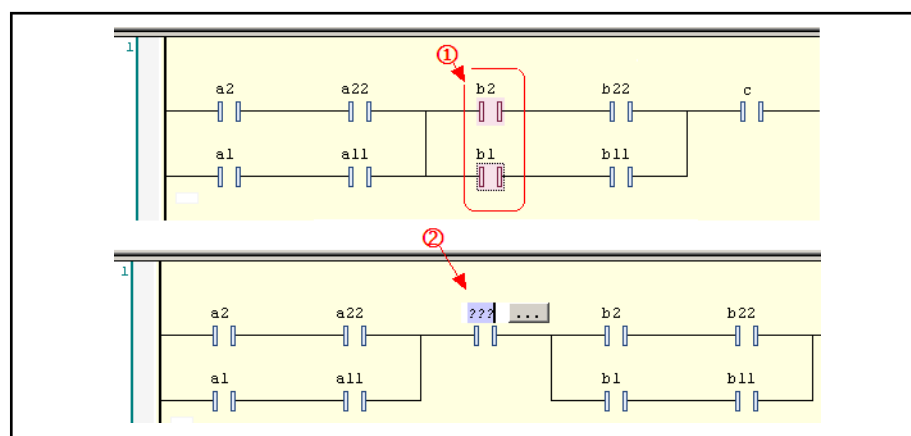 1
①
a2 a22 b2 b22 c
a1 a11 b1 b11
②
1
a2 a22 ??? ... b2 b22
a1 a11 b1 b11